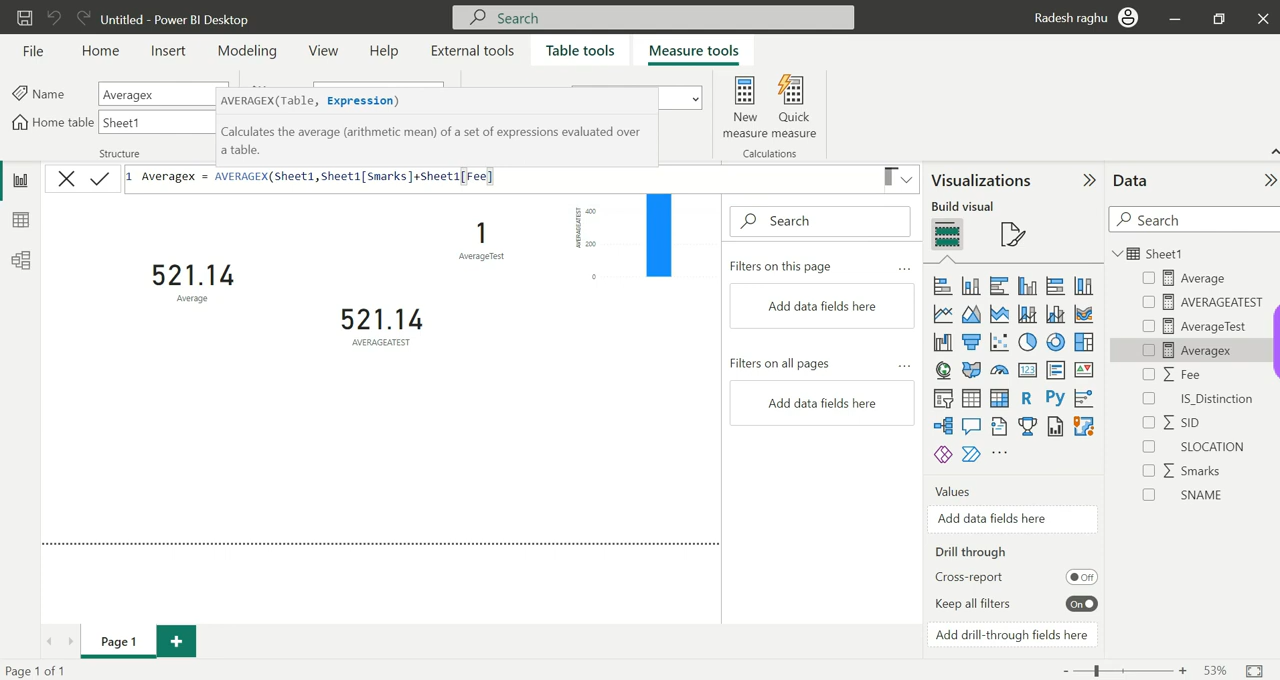 Untitled - Power BI Desktop
Search
Radesh raghu
File
Home
Insert
Modeling
View
Help
External tools
Table tools
Measure tools
Name
Averagex
Home table
Sheet1
Structure
AVERAGEX(Table, Expression)
Calculates the average (arithmetic mean) of a set of expressions evaluated over
a table.
New
measure
Quick
measure
Calculations
1 Averagex = AVERAGEX(Sheet1,Sheet1[Smarks]+Sheet1[Fee]
521.14
Average
521.14
AVERAGEATEST
1
AverageTest
AVERAGEATEST
400
200
0
Search
Filters on this page
...
Add data fields here
Filters on all pages
...
Add data fields here
Visualizations
Build visual
123
R
Py
...
Values
Add data fields here
Drill through
Cross-report
Off
Keep all filters
On
Add drill-through fields here
Data
Search
Sheet1
Average
AVERAGEATEST
AverageTest
Averagex
Fee
IS_Distinction
SID
SLOCATION
Smarks
SNAME
Page 1
+
Page 1 of 1
- + 53%